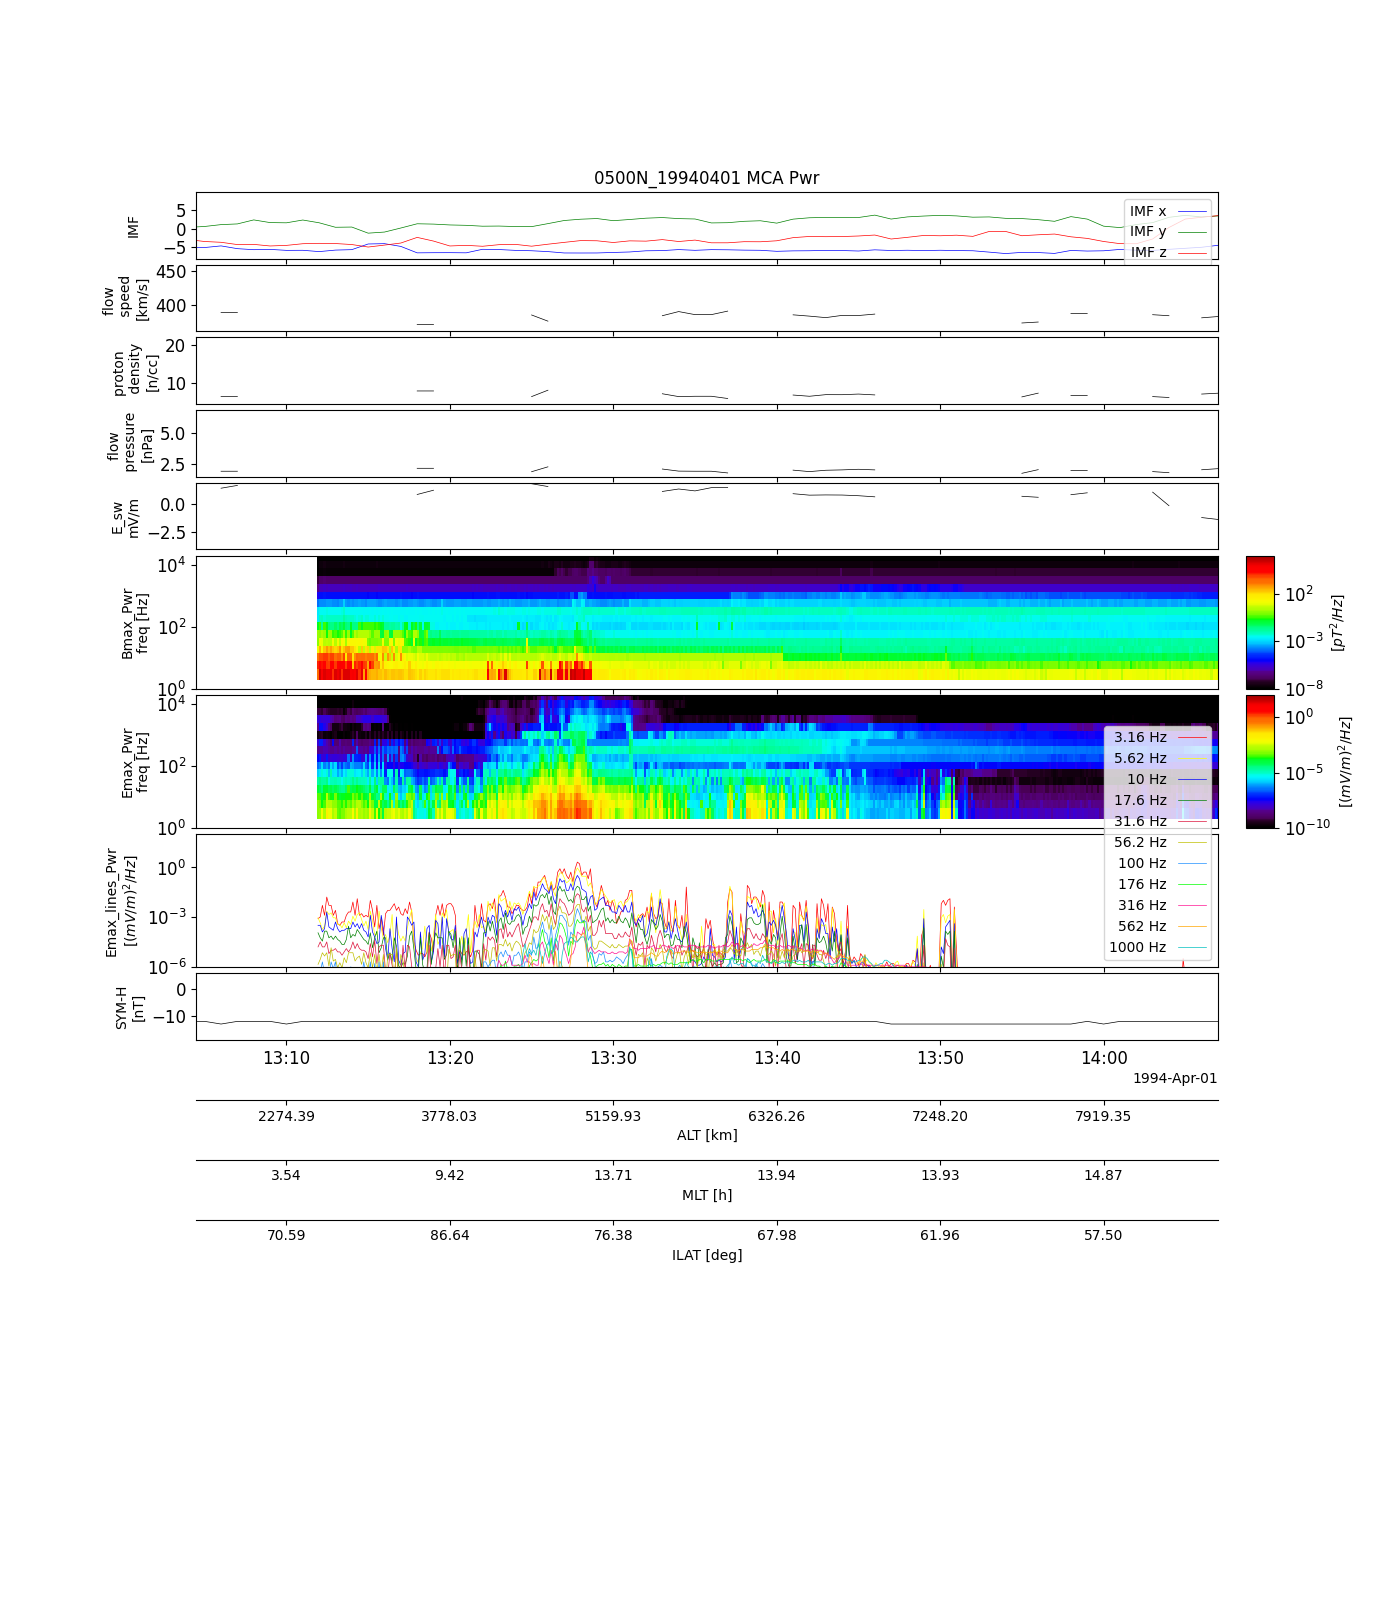 0500N_19940401 MCA Pwr
IMF
5
0
−5
IMF x
IMF y
IMF z
flow
speed
[km/s]
450
400
proton
density
[n/cc]
20
10
flow
pressure
[nPa]
5.0
2.5
E_sw
mV/m
0.0
−2.5
Bmax_Pwr
freq [Hz]
10^4
10^2
10^0
10^2
10^−3
10^−8
[pT^2/Hz]
Emax_Pwr
freq [Hz]
10^4
10^2
10^0
10^0
10^−5
10^−10
[(mV/m)^2/Hz]
3.16 Hz
5.62 Hz
10 Hz
17.6 Hz
31.6 Hz
56.2 Hz
100 Hz
176 Hz
316 Hz
562 Hz
1000 Hz
Emax_lines_Pwr
[(mV/m)^2/Hz]
10^0
10^−3
10^−6
SYM-H
[nT]
0
−10
13:10 13:20 13:30 13:40 13:50 14:00
1994-Apr-01
2274.39 3778.03 5159.93 6326.26 7248.20 7919.35
ALT [km]
3.54 9.42 13.71 13.94 13.93 14.87
MLT [h]
70.59 86.64 76.38 67.98 61.96 57.50
ILAT [deg]